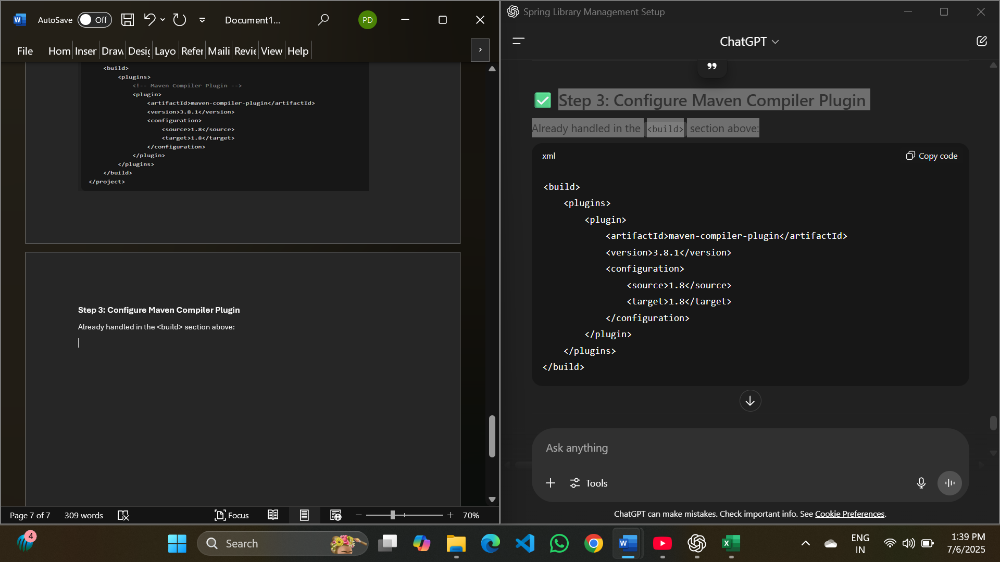 AutoSave
Off
Document1...
PD
File
Hom
Inser
Draw
Desig
Layo
Refer
Maili
Revie
View
Help
<build>
<plugins>
<!-- Maven Compiler Plugin -->
<plugin>
<artifactId>maven-compiler-plugin</artifactId>
<version>3.8.1</version>
<configuration>
<source>1.8</source>
<target>1.8</target>
</configuration>
</plugin>
</plugins>
</build>
</project>
Step 3: Configure Maven Compiler Plugin
Already handled in the <build> section above:
Page 7 of 7
309 words
Focus
70%
Spring Library Management Setup
ChatGPT
Step 3: Configure Maven Compiler Plugin
Already handled in the <build> section above:
xml
Copy code
<build>
<plugins>
<plugin>
<artifactId>maven-compiler-plugin</artifactId>
<version>3.8.1</version>
<configuration>
<source>1.8</source>
<target>1.8</target>
</configuration>
</plugin>
</plugins>
</build>
Ask anything
Tools
ChatGPT can make mistakes. Check important info. See Cookie Preferences.
4
Search
ENG
IN
1:39 PM
7/6/2025